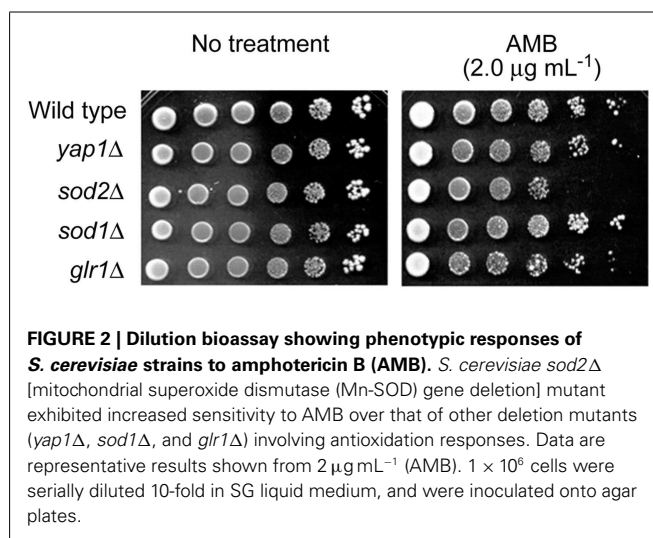 No treatment AMB
(2.0 μg mL⁻¹)
Wild type
yap1Δ
sod2Δ
sod1Δ
glr1Δ
FIGURE 2 | Dilution bioassay showing phenotypic responses of
S. cerevisiae strains to amphotericin B (AMB). S. cerevisiae sod2Δ
[mitochondrial superoxide dismutase (Mn-SOD) gene deletion] mutant
exhibited increased sensitivity to AMB over that of other deletion mutants
(yap1Δ, sod1Δ, and glr1Δ) involving antioxidation responses. Data are
representative results shown from 2 μg mL⁻¹ (AMB). 1 × 10⁶ cells were
serially diluted 10-fold in SG liquid medium, and were inoculated onto agar
plates.